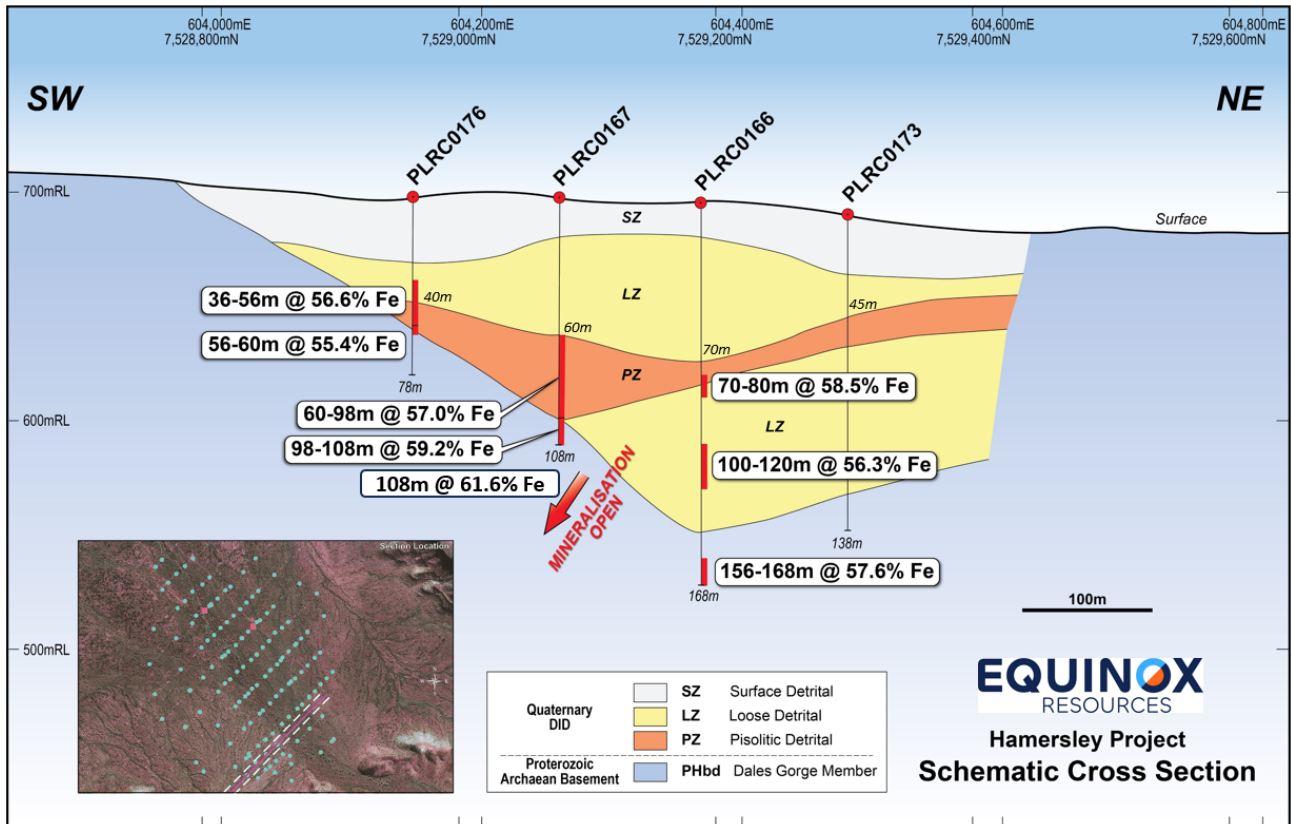 604,000mE
7,528,800mN
604,200mE
7,529,000mN
604,400mE
7,529,200mN
604,600mE
7,529,400mN
604,800mE
7,529,600mN
SW
NE
PLRC0176
PLRC0167
PLRC0166
PLRC0173
700mRL
SZ
Surface
LZ
36-56m @ 56.6% Fe
40m
45m
60m
56-60m @ 55.4% Fe
70m
PZ
78m
70-80m @ 58.5% Fe
60-98m @ 57.0% Fe
600mRL
LZ
98-108m @ 59.2% Fe
108m
100-120m @ 56.3% Fe
108m @ 61.6% Fe
MINERALISATION
OPEN
138m
Section Location
156-168m @ 57.6% Fe
168m
100m
500mRL
Quaternary
DID
SZ Surface Detrital
LZ Loose Detrital
PZ Pisolitic Detrital
Proterozoic
Archaean Basement
PHbd Dales Gorge Member
EQUINOX
RESOURCES
Hamersley Project
Schematic Cross Section